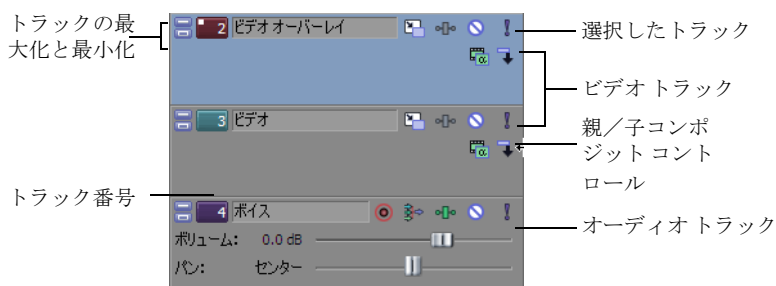 トラックの最
大化と最小化
2 ビデオ オーバーレイ
選択したトラック
ビデオ トラック
3 ビデオ
親／子コンポ
ジット コント
ロール
トラック番号
4 ボイス
オーディオ トラック
ボリューム: 0.0 dB
パン: センター